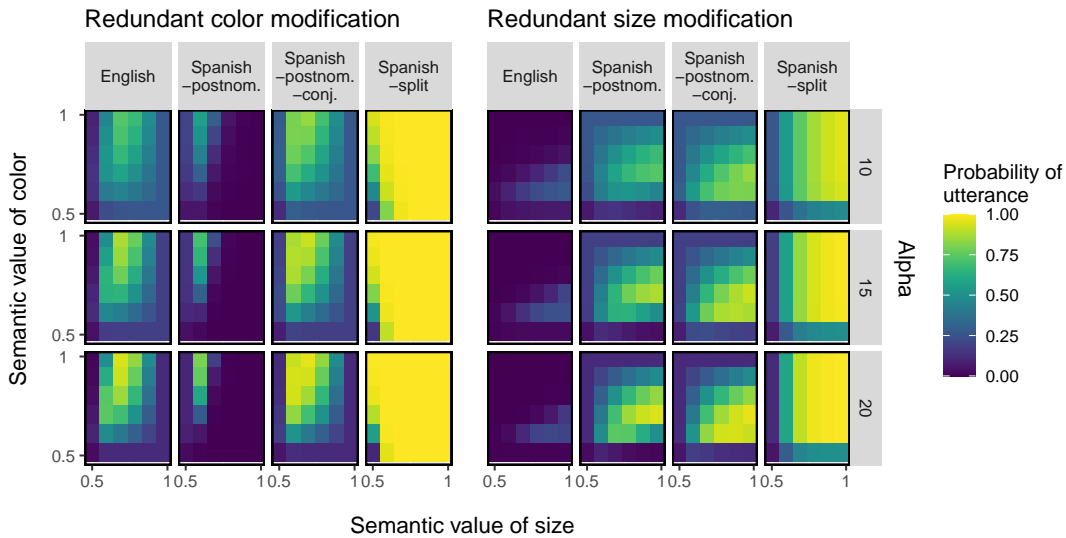 Redundant color modification
Redundant size modification
English
Spanish
−postnom.
Spanish
−postnom.
−conj.
Spanish
−split
English
Spanish
−postnom.
Spanish
−postnom.
−conj.
Spanish
−split
Semantic value of color
1
0.5
1
0.5
1
0.5
10
15
20
Alpha
0.5
1
0.5
1
0.5
1
0.5
1
0.5
1
0.5
1
0.5
1
0.5
1
Semantic value of size
Probability of
utterance
1.00
0.75
0.50
0.25
0.00